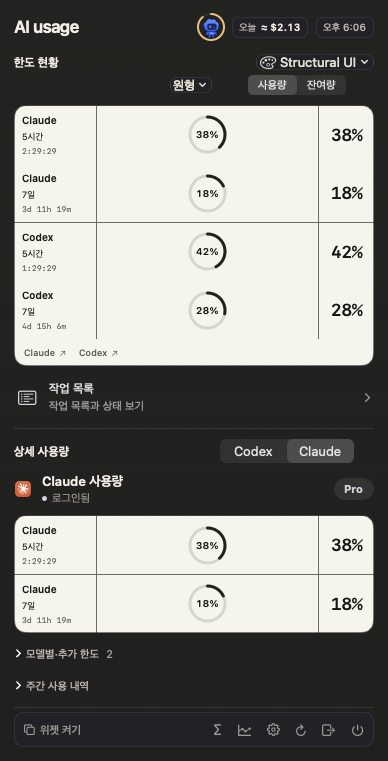 AI usage
오늘 ≈ $2.13
오후 6:06
한도 현황
Structural UI
원형
사용량
잔여량
Claude
5시간
2:29:29
38%
38%
Claude
7일
3d 11h 19m
18%
18%
Codex
5시간
1:29:29
42%
42%
Codex
7일
4d 15h 6m
28%
28%
Claude ↗ Codex ↗
작업 목록
작업 목록과 상태 보기
상세 사용량
Codex
Claude
Claude 사용량
로그인됨
Pro
Claude
5시간
2:29:29
38%
38%
Claude
7일
3d 11h 19m
18%
18%
모델별·추가 한도 2
주간 사용 내역
위젯 켜기
Σ